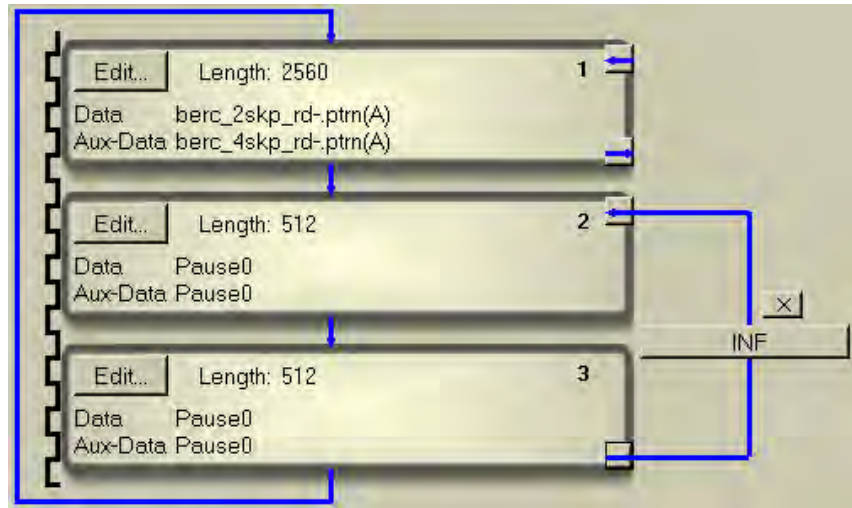 Edit... Length: 2560 1
Data berc_2skp_rd-.ptrn(A)
Aux-Data berc_4skp_rd-.ptrn(A)
Edit... Length: 512 2
Data Pause0
Aux-Data Pause0
X
INF
Edit... Length: 512 3
Data Pause0
Aux-Data Pause0